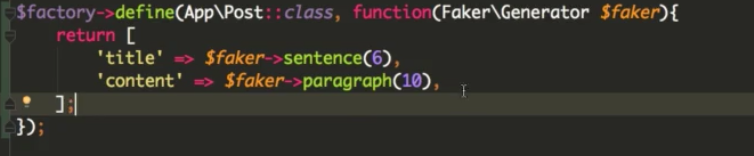 $factory->define(App\Post::class, function(Faker\Generator $faker){
    return [
        'title' => $faker->sentence(6),
        'content' => $faker->paragraph(10),
    ];
});